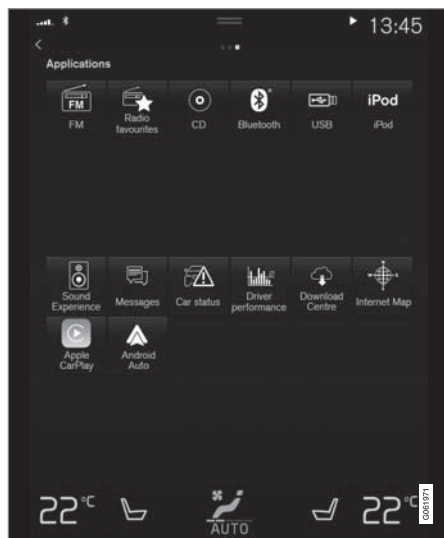 13:45
Applications
FM
iPod
FM
Radio
favourites
CD
Bluetooth
USB
iPod
Sound
Experience
Messages
Car status
Driver
performance
Download
Centre
Internet Map
Apple
CarPlay
Android
Auto
22°C
AUTO
22°C
G061971